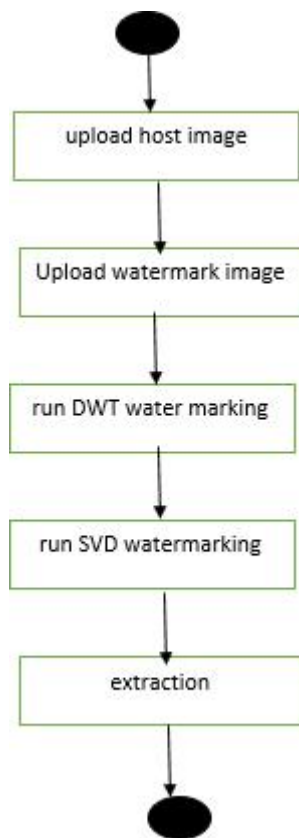 upload host image
Upload watermark image
run DWT water marking
run SVD watermarking
extraction